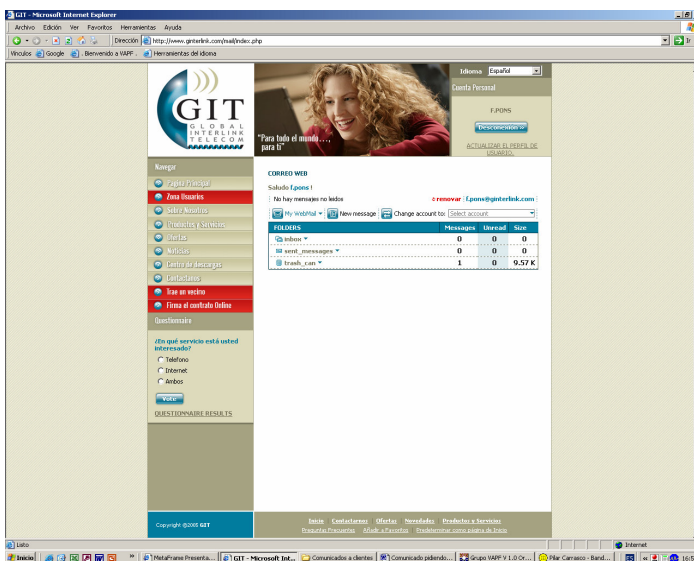 GIT - Microsoft Internet Explorer
Archivo Edición Ver Favoritos Herramientas Ayuda
Dirección http://www.ginterlink.com/mail/index.php Ir
Vínculos Google Bienvenido a VAPF . Herramientas del idioma
GIT
GLOBAL
INTERLINK
TELECOM
"Para todo el mundo...,
para ti"
Idioma Español
Cuenta Personal
F.PONS
Desconexión >>
ACTUALIZAR EL PERFIL DE
USUARIO.
Navegar
Pagina Principal
Zona Usuarios
Sobre Nosotros
Productos y Servicios
Ofertas
Noticias
Centro de descargas
Contactanos
Trae un vecino
Firma el contrato Online
Questionnaire
¿En qué servicio está usted
interesado?
Telefono
Internet
Ambos
Vote
QUESTIONNAIRE RESULTS
CORREO WEB
Saludo f.pons !
No hay mensajes no leidos
renovar f.pons@ginterlink.com
My WebMail New message Change account to: Select account
FOLDERS Messages Unread Size
inbox 0 0 0
sent_messages 0 0 0
trash_can 1 0 9.57 K
Copyright @2005 GIT
Inicio Contactarnos Ofertas Novedades Productos y Servicios
Preguntas Frecuentes Añadir a Favoritos Predeterminar como página de Inicio
Listo Internet
Inicio MetaFrame Presenta... GIT - Microsoft Int... Comunicados a clientes Comunicado pidiendo... Grupo VAPF V 1.0 Or... Pilar Carrasco - Band...